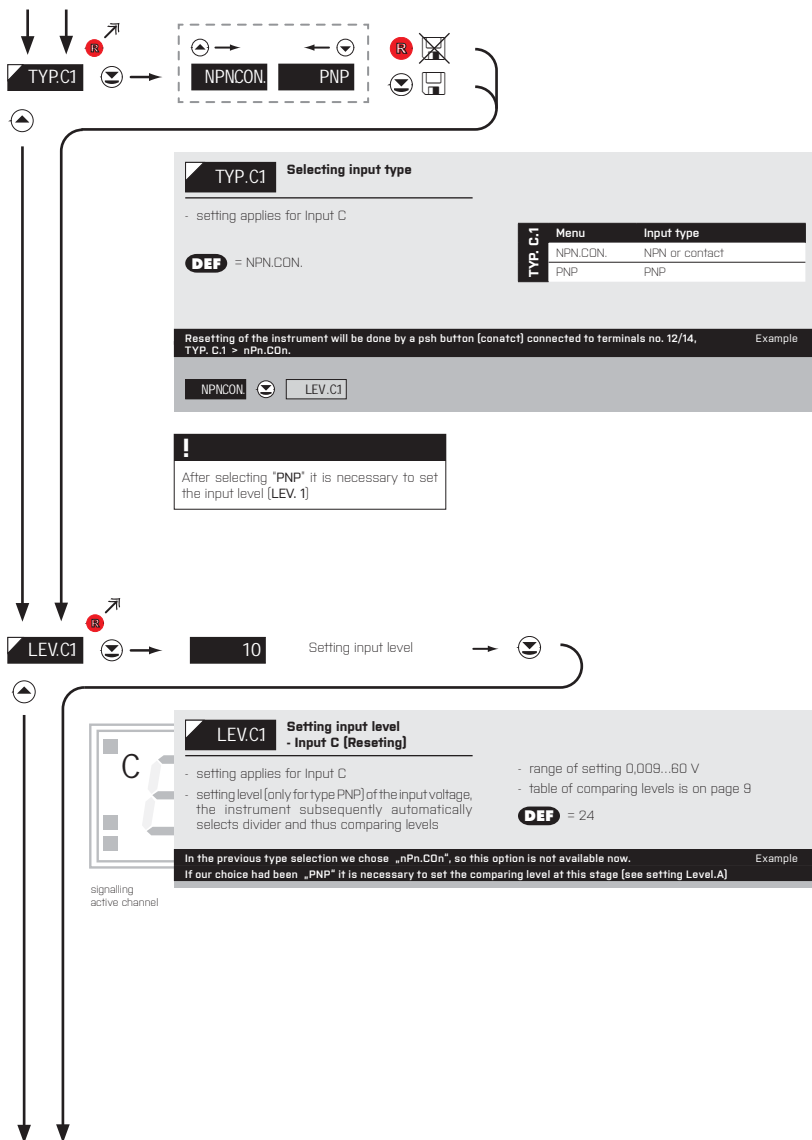 R
TYP.C.1
NPNCON.
PNP
R
TYP.C.1
Selecting input type
- setting applies for Input C
DEF = NPN.CON.
TYP. C.1
Menu Input type
NPN.CON. NPN or contact
PNP PNP
Resetting of the instrument will be done by a psh button (conatct) connected to terminals no. 12/14, Example
TYP. C.1 > nPn.COn.
NPNCON. LEV.C.1
!
After selecting "PNP" it is necessary to set
the input level (LEV. 1)
R
LEV.C.1
10
Setting input level
C
signalling
active channel
LEV.C.1
Setting input level
- Input C (Reseting)
- setting applies for Input C
- setting level (only for type PNP) of the input voltage,
the instrument subsequently automatically
selects divider and thus comparing levels
- range of setting 0,009...60 V
- table of comparing levels is on page 9
DEF = 24
In the previous type selection we chose „nPn.COn“, so this option is not available now. Example
If our choice had been „PNP“ it is necessary to set the comparing level at this stage (see setting Level.A)